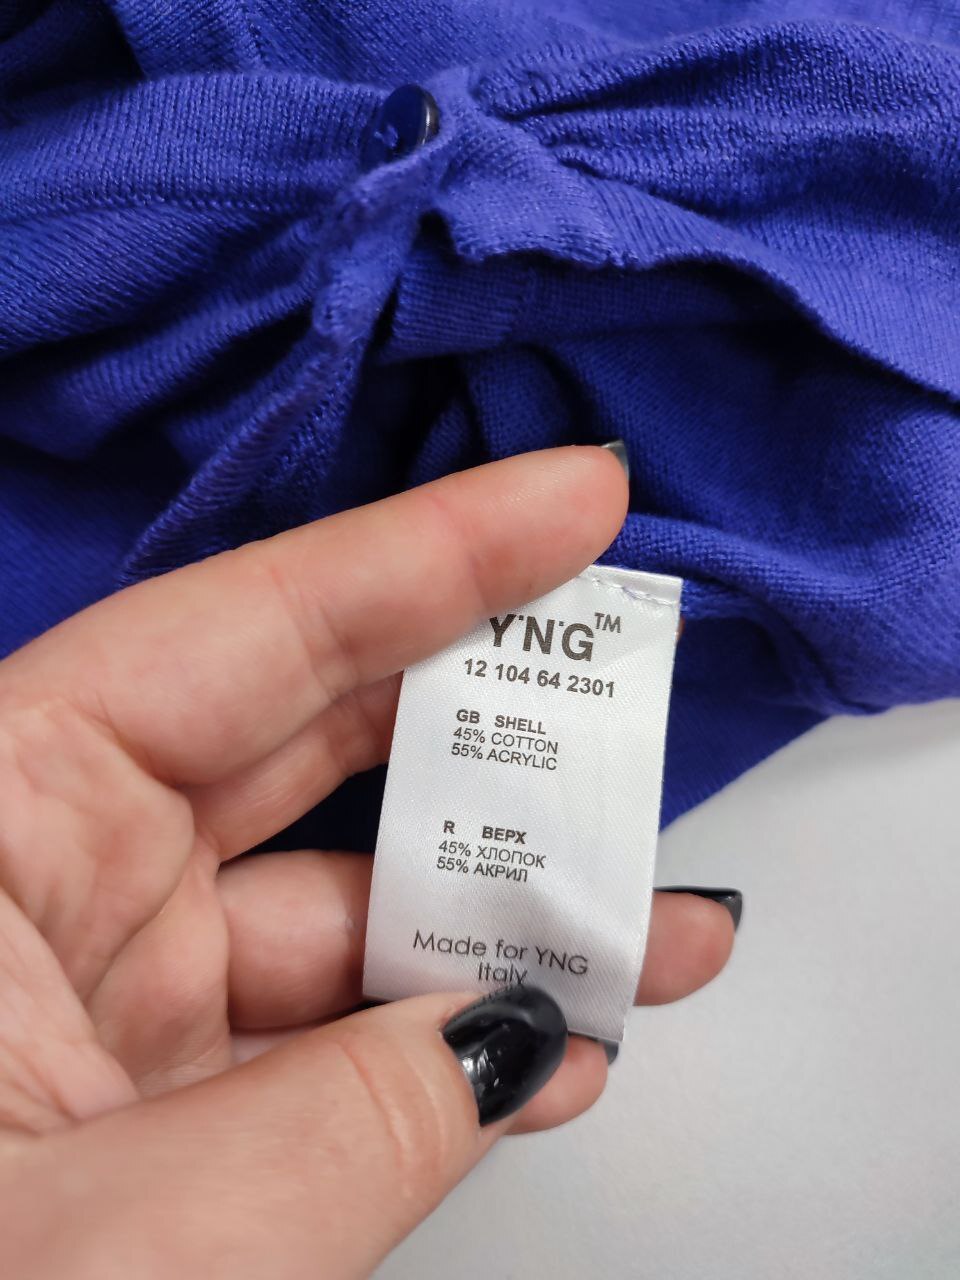 Y·N·G™
12 104 64 2301
GB SHELL
45% COTTON
55% ACRYLIC
R ВЕРХ
45% ХЛОПОК
55% АКРИЛ
Made for YNG
Italy